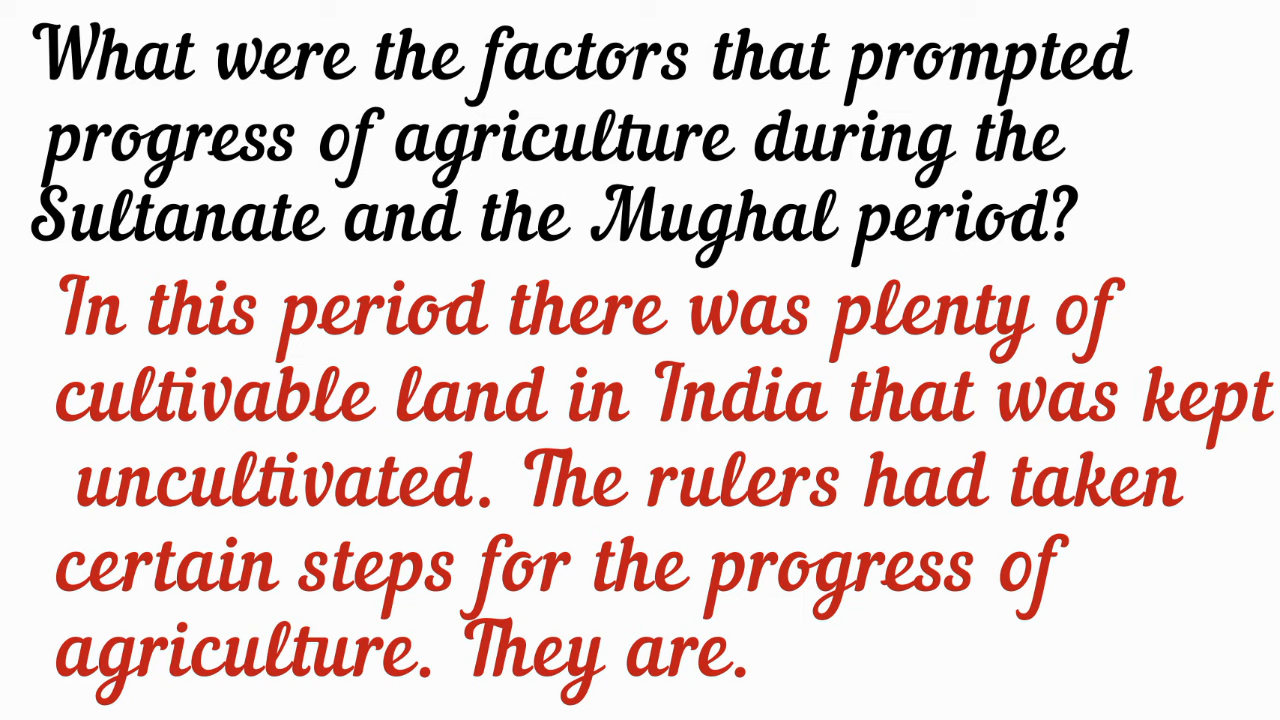 What were the factors that prompted
progress of agriculture during the
Sultanate and the Mughal period?
In this period there was plenty of
cultivable land in India that was kept
uncultivated. The rulers had taken
certain steps for the progress of
agriculture. They are.